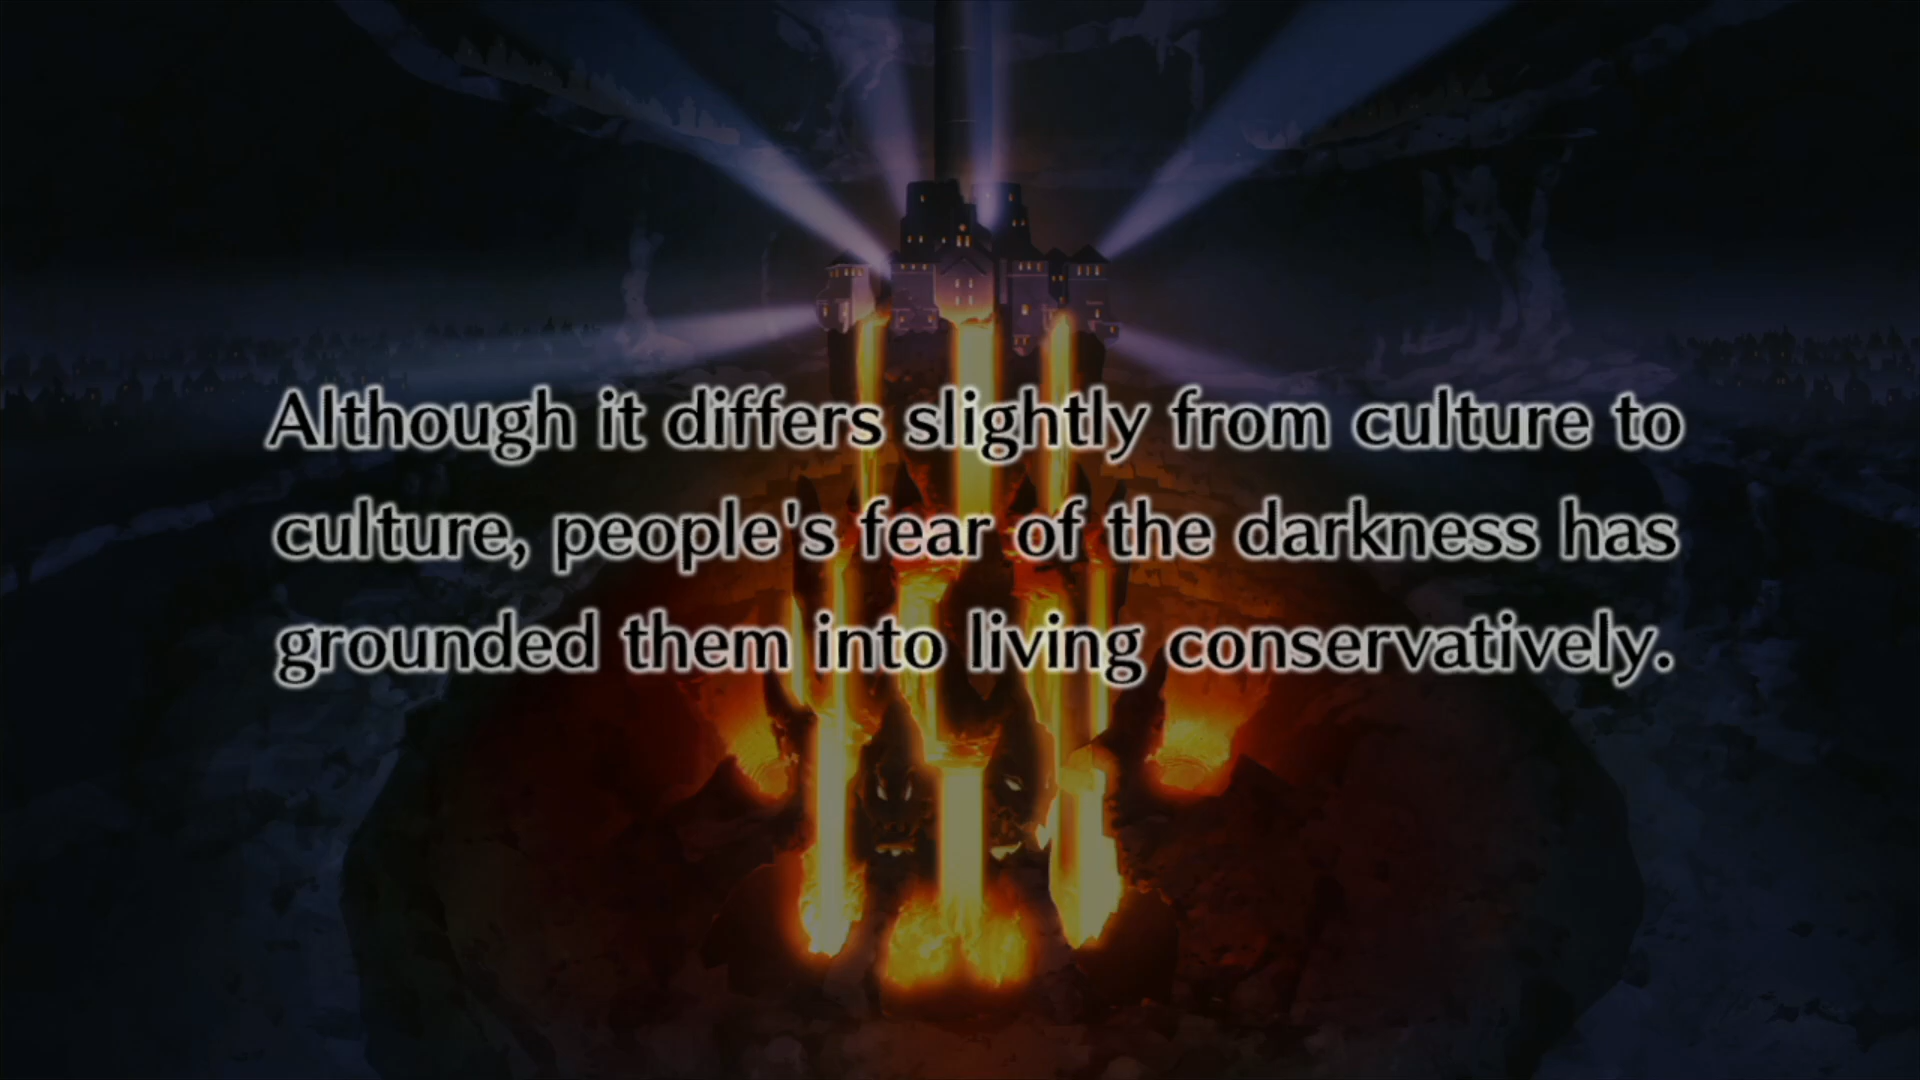 Although it differs slightly from culture to
culture, people's fear of the darkness has
grounded them into living conservatively.